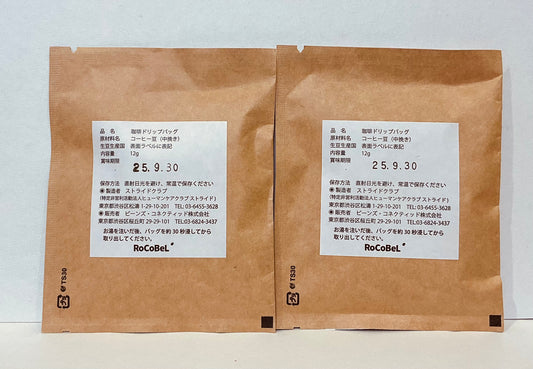 品　名　珈琲ドリップバッグ
原材料名　コーヒー豆（中挽き）
生豆生産国　表面ラベルに表記
内容量　12g
賞味期限
25.9.30
保存方法：直射日光を避け、常温で保存ください
●製造者：ストライドクラブ
(特定非営利活動法人ヒューマンケアクラブ ストライド)
東京都渋谷区松濤 1-29-10-201　TEL: 03-6455-3628
●販売者：ビーンズ・コネクティッド株式会社
東京都渋谷区桜丘町 29-29-201　TEL: 03-6824-3437
お湯を注いだ後、バッグを約 30 秒浸してから
取り出してください。
RoCoBeL
TS30
品　名　珈琲ドリップバッグ
原材料名　コーヒー豆（中挽き）
生豆生産国　表面ラベルに表記
内容量　12g
賞味期限
25.9.30
保存方法：直射日光を避け、常温で保存ください
●製造者：ストライドクラブ
(特定非営利活動法人ヒューマンケアクラブ ストライド)
東京都渋谷区松濤 1-29-10-201　TEL: 03-6455-3628
●販売者：ビーンズ・コネクティッド株式会社
東京都渋谷区桜丘町 29-29-201　TEL: 03-6824-3437
お湯を注いだ後、バッグを約 30 秒浸してから
取り出してください。
RoCoBeL
TS30